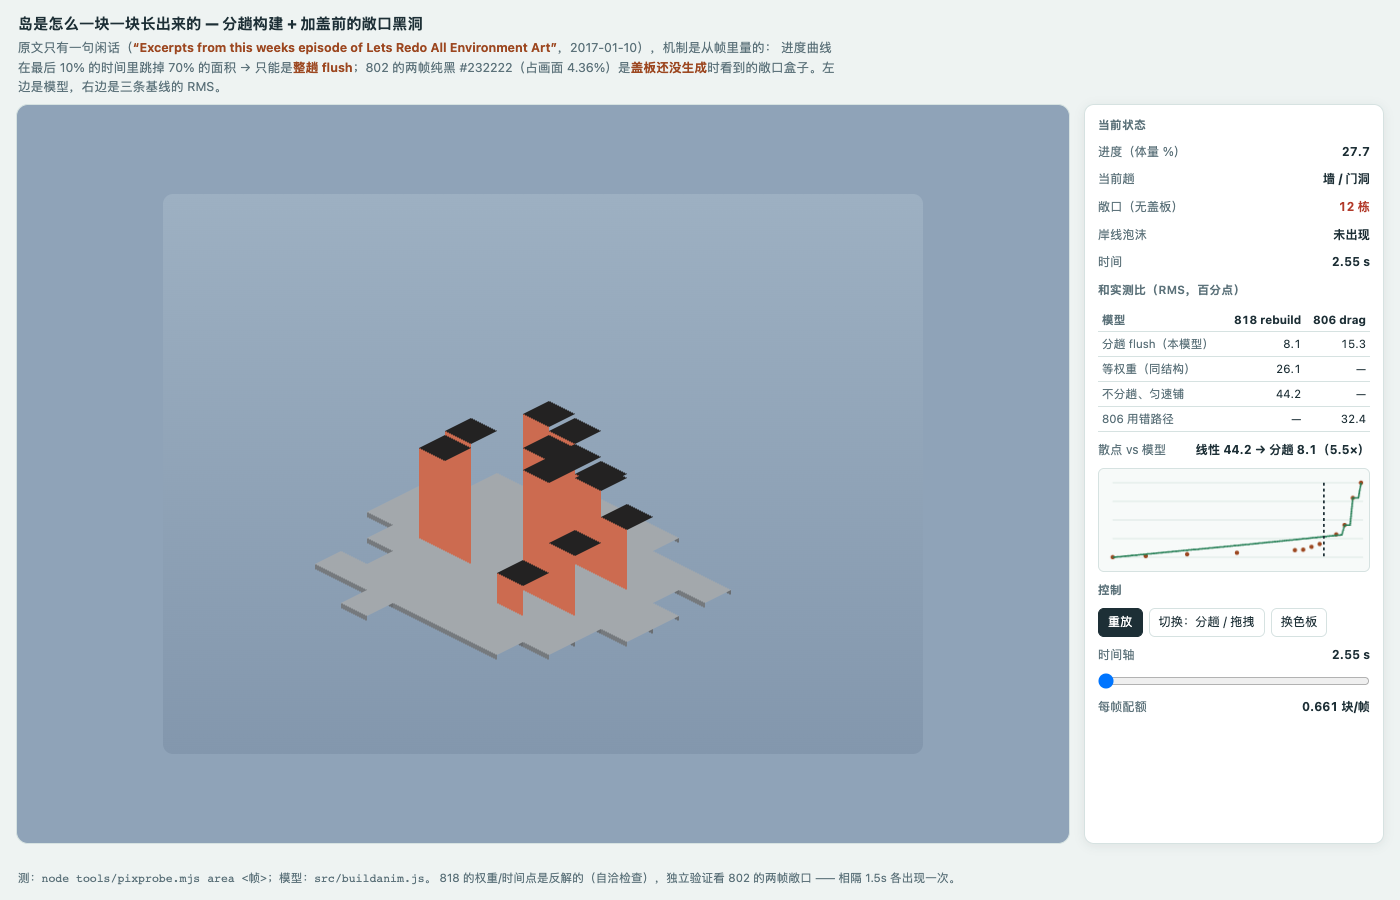 岛是怎么一块一块长出来的 — 分趟构建 + 加盖前的敞口黑洞
原文只有一句闲话（“Excerpts from this weeks episode of Lets Redo All Environment Art”，2017-01-10），机制是从帧里量的： 进度曲线
在最后 10% 的时间里跳掉 70% 的面积 → 只能是整趟 flush；802 的两帧纯黑 #232222（占画面 4.36%）是盖板还没生成时看到的敞口盒子。左
边是模型，右边是三条基线的 RMS。
当前状态
进度（体量 %） 27.7
当前趟 墙 / 门洞
敞口（无盖板） 12 栋
岸线泡沫 未出现
时间 2.55 s
和实测比（RMS，百分点）
模型 818 rebuild 806 drag
分趟 flush（本模型） 8.1 15.3
等权重（同结构） 26.1 —
不分趟、匀速铺 44.2 —
806 用错路径 — 32.4
散点 vs 模型 线性 44.2 → 分趟 8.1（5.5×）
控制
重放 切换：分趟 / 拖拽 换色板
时间轴 2.55 s
每帧配额 0.661 块/帧
测：node tools/pixprobe.mjs area <帧>；模型：src/buildanim.js。 818 的权重/时间点是反解的（自洽检查），独立验证看 802 的两帧敞口 —— 相隔 1.5s 各出现一次。